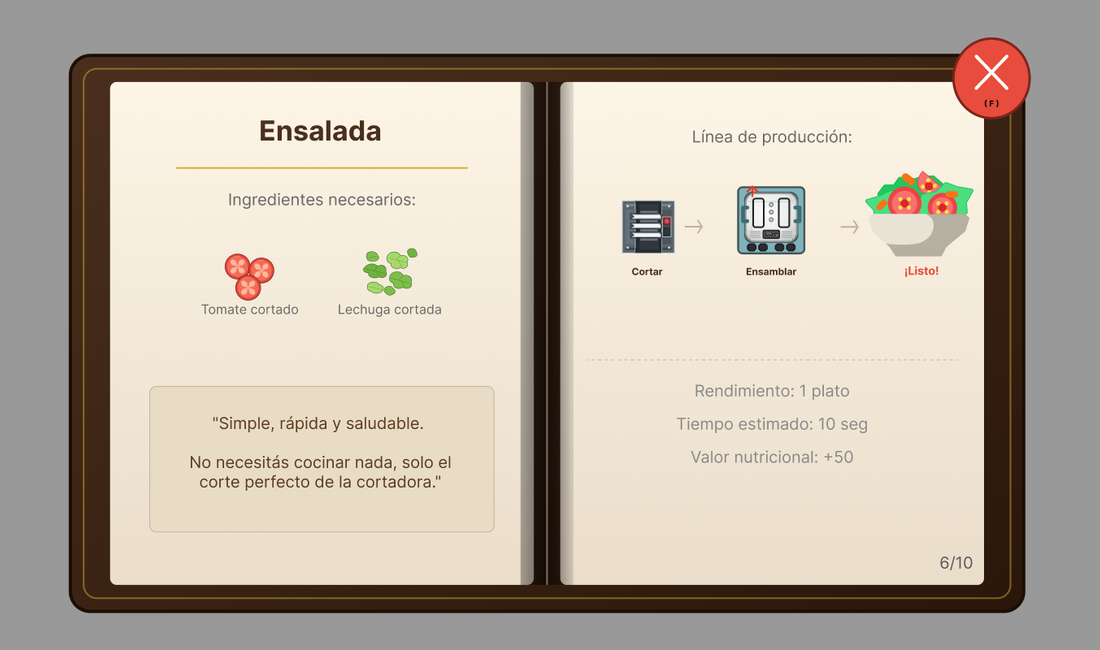 Ensalada
Ingredientes necesarios:
Tomate cortado
Lechuga cortada
"Simple, rápida y saludable.
No necesitás cocinar nada, solo el
corte perfecto de la cortadora."
(F)
Línea de producción:
Cortar
Ensamblar
¡Listo!
Rendimiento: 1 plato
Tiempo estimado: 10 seg
Valor nutricional: +50
6/10